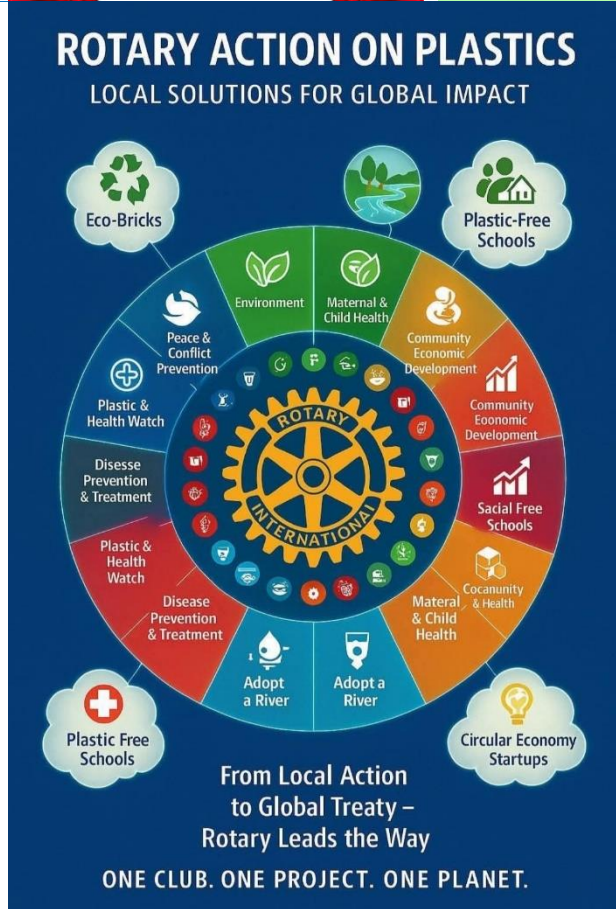 ROTARY ACTION ON PLASTICS
LOCAL SOLUTIONS FOR GLOBAL IMPACT
Eco-Bricks
Plastic-Free
Schools
Environment
Maternal &
Child Health
Peace &
Conflict
Prevention
Community
Economic
Development
Plastic &
Health Watch
Community
Euonomic
Development
Disesse
Prevention
& Treatment
Sacial Free
Schools
Plastic &
Health
Watch
Cocanunity
& Health
Disease
Prevention
& Treatment
Materal
& Child
Health
Adopt
a River
Adopt a
River
ROTARY
INTERNATIONAL
Plastic Free
Schools
Circular Economy
Startups
From Local Action
to Global Treaty –
Rotary Leads the Way
ONE CLUB. ONE PROJECT. ONE PLANET.